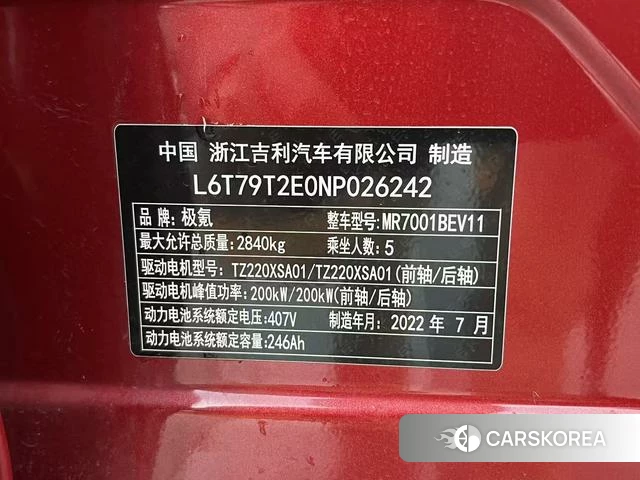 中国 浙江吉利汽车有限公司 制造
L6T79T2E0NP026242
品 牌: 极氪 整车型号:MR7001BEV11
最大允许总质量:2840kg 乘坐人数:5
驱动电机型号: TZ220XSA01/TZ220XSA01(前轴/后轴)
驱动电机峰值功率:200kW/200kW(前轴/后轴)
动力电池系统额定电压:407V 制造年月: 2022 年 7 月
动力电池系统额定容量:246Ah
CARSKOREA